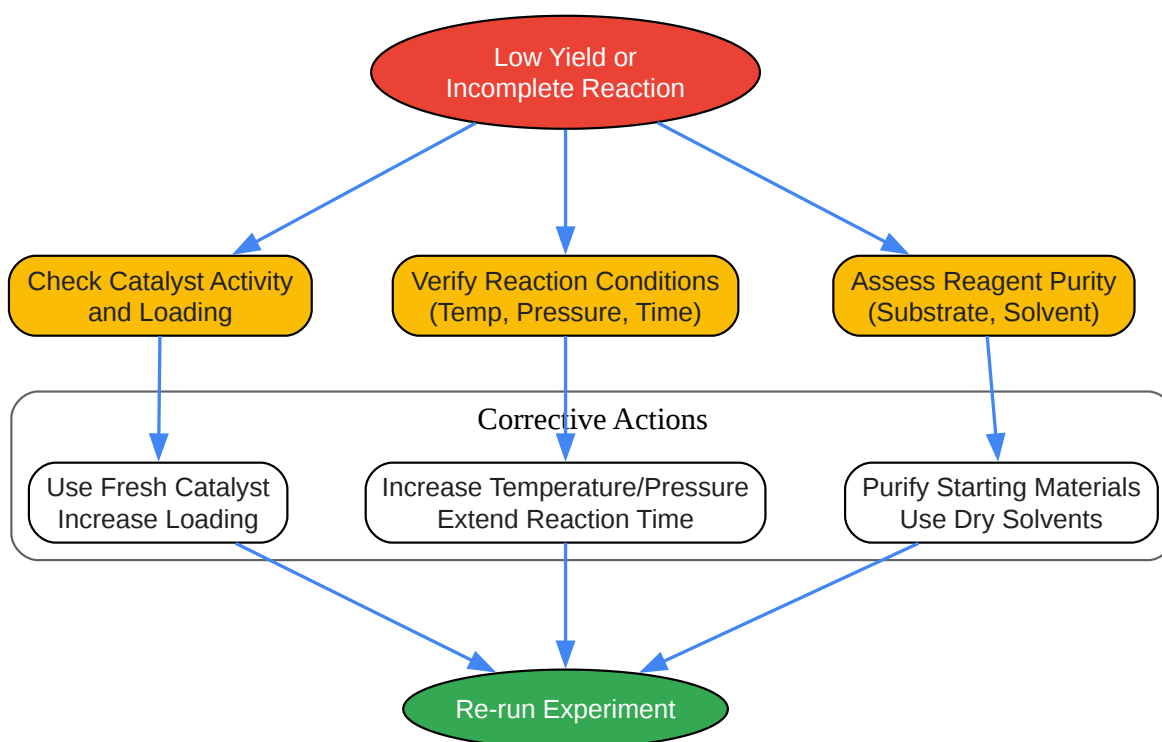 Low Yield or
Incomplete Reaction
Check Catalyst Activity
and Loading
Verify Reaction Conditions
(Temp, Pressure, Time)
Assess Reagent Purity
(Substrate, Solvent)
Corrective Actions
Use Fresh Catalyst
Increase Loading
Increase Temperature/Pressure
Extend Reaction Time
Purify Starting Materials
Use Dry Solvents
Re-run Experiment